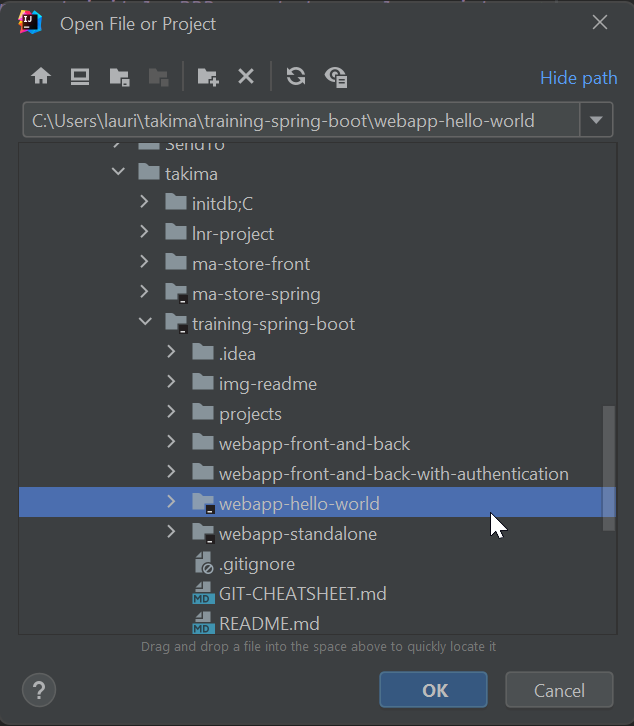 Open File or Project
Hide path
C:\Users\lauri\takima\training-spring-boot\webapp-hello-world
SendTo
takima
initdb;C
lnr-project
ma-store-front
ma-store-spring
training-spring-boot
.idea
img-readme
projects
webapp-front-and-back
webapp-front-and-back-with-authentication
webapp-hello-world
webapp-standalone
.gitignore
MD GIT-CHEATSHEET.md
MD README.md
Drag and drop a file into the space above to quickly locate it
? OK Cancel